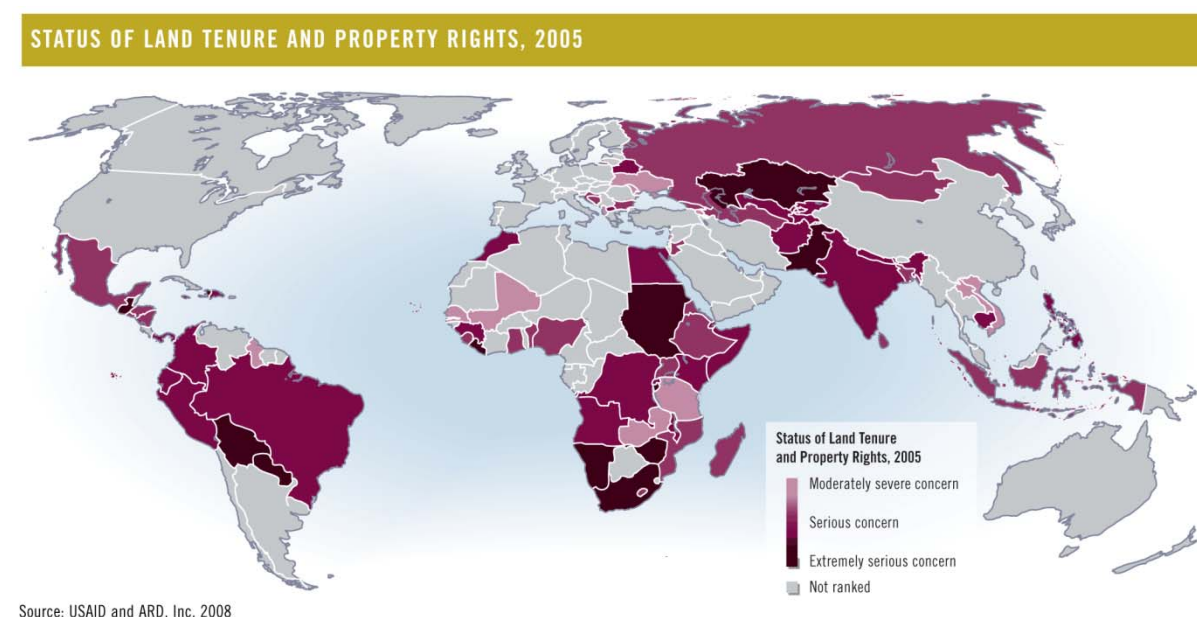 STATUS OF LAND TENURE AND PROPERTY RIGHTS, 2005
Status of Land Tenure
and Property Rights, 2005
Moderately severe concern
Serious concern
Extremely serious concern
Not ranked
Source: USAID and ARD, Inc. 2008